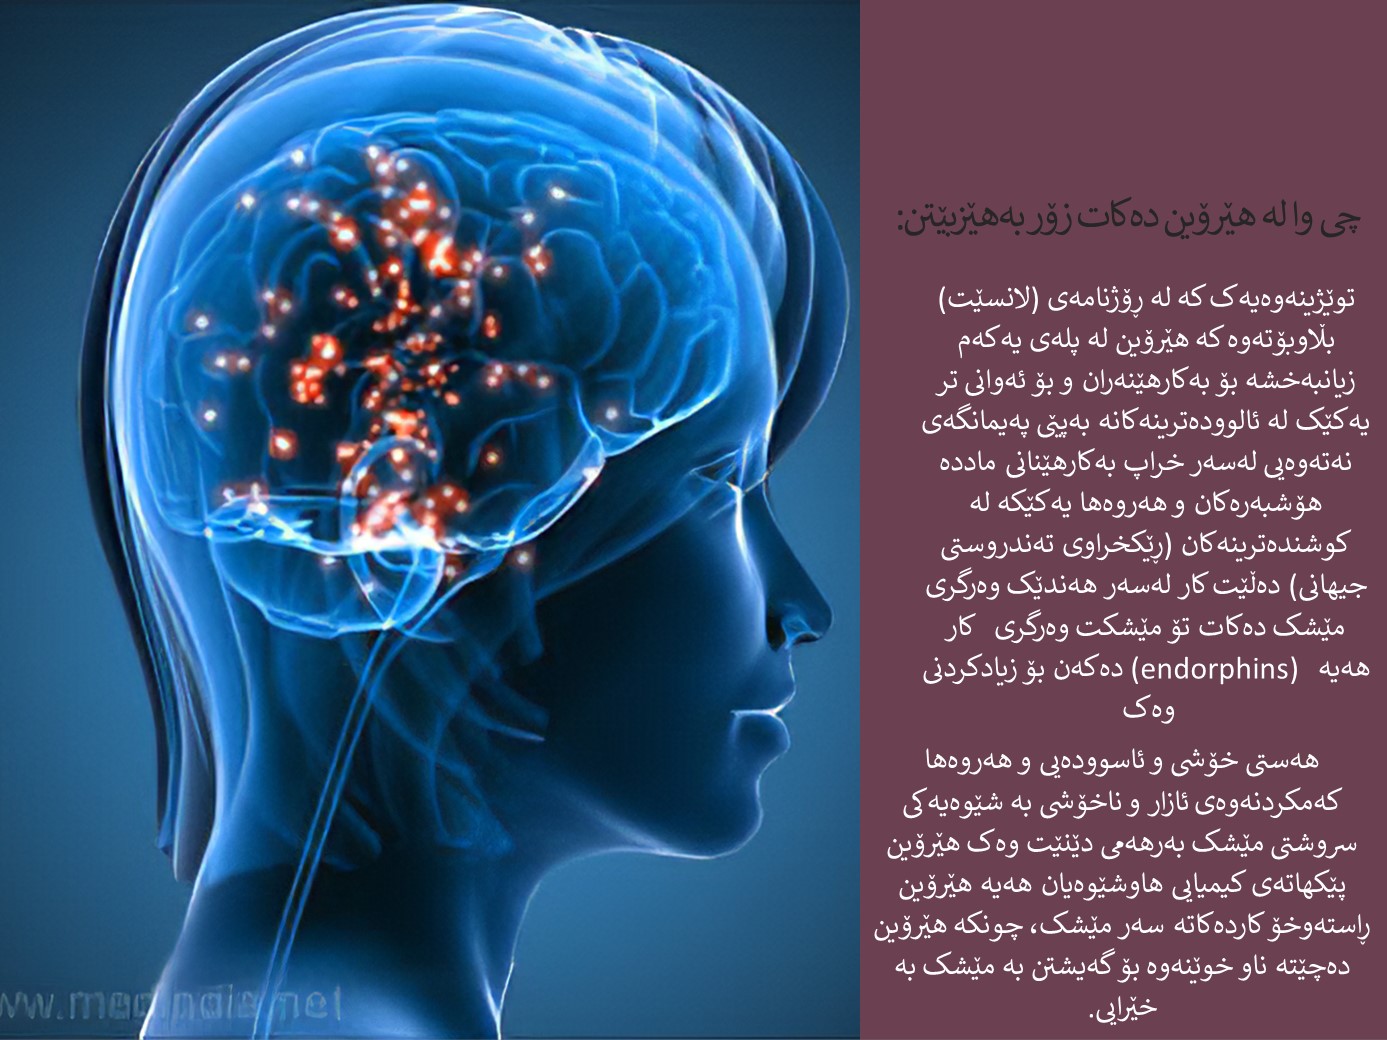 چی وا لە هێرۆین دەکات زۆر بەهێزبێتن:
توێژینەوەیەک کە لە ڕۆژنامەی (لانسێت)
بڵاوبۆتەوە کە هێرۆین لە پلەی یەکەم
زیانبەخشە بۆ بەکارهێنەران و بۆ ئەوانی تر
یەکێک لە ئالوودەترینەکانە بەپێی پەیمانگەی
نەتەوەیی لەسەر خراپ بەکارهێنانی ماددە
هۆشبەرەکان و هەروەها یەکێکە لە
کوشندەترینەکان (ڕێکخراوی تەندروستی
جیهانی) دەڵێت کار لەسەر هەندێک وەرگری
مێشک دەکات تۆ مێشکت وەرگری کار
هەیە (endorphins) دەکەن بۆ زیادکردنی
وەک
هەستی خۆشی و ئاسوودەیی و هەروەها
کەمکردنەوەی ئازار و ناخۆشی بە شێوەیەکی
سروشتی مێشک بەرهەمی دێنێت وەک هێرۆین
پێکهاتەی کیمیایی هاوشێوەیان هەیە هێرۆین
ڕاستەوخۆ کاردەکاتە سەر مێشک، چونکە هێرۆین
دەچێتە ناو خوێنەوە بۆ گەیشتن بە مێشک بە
خێرایی.
ww.medindia.net